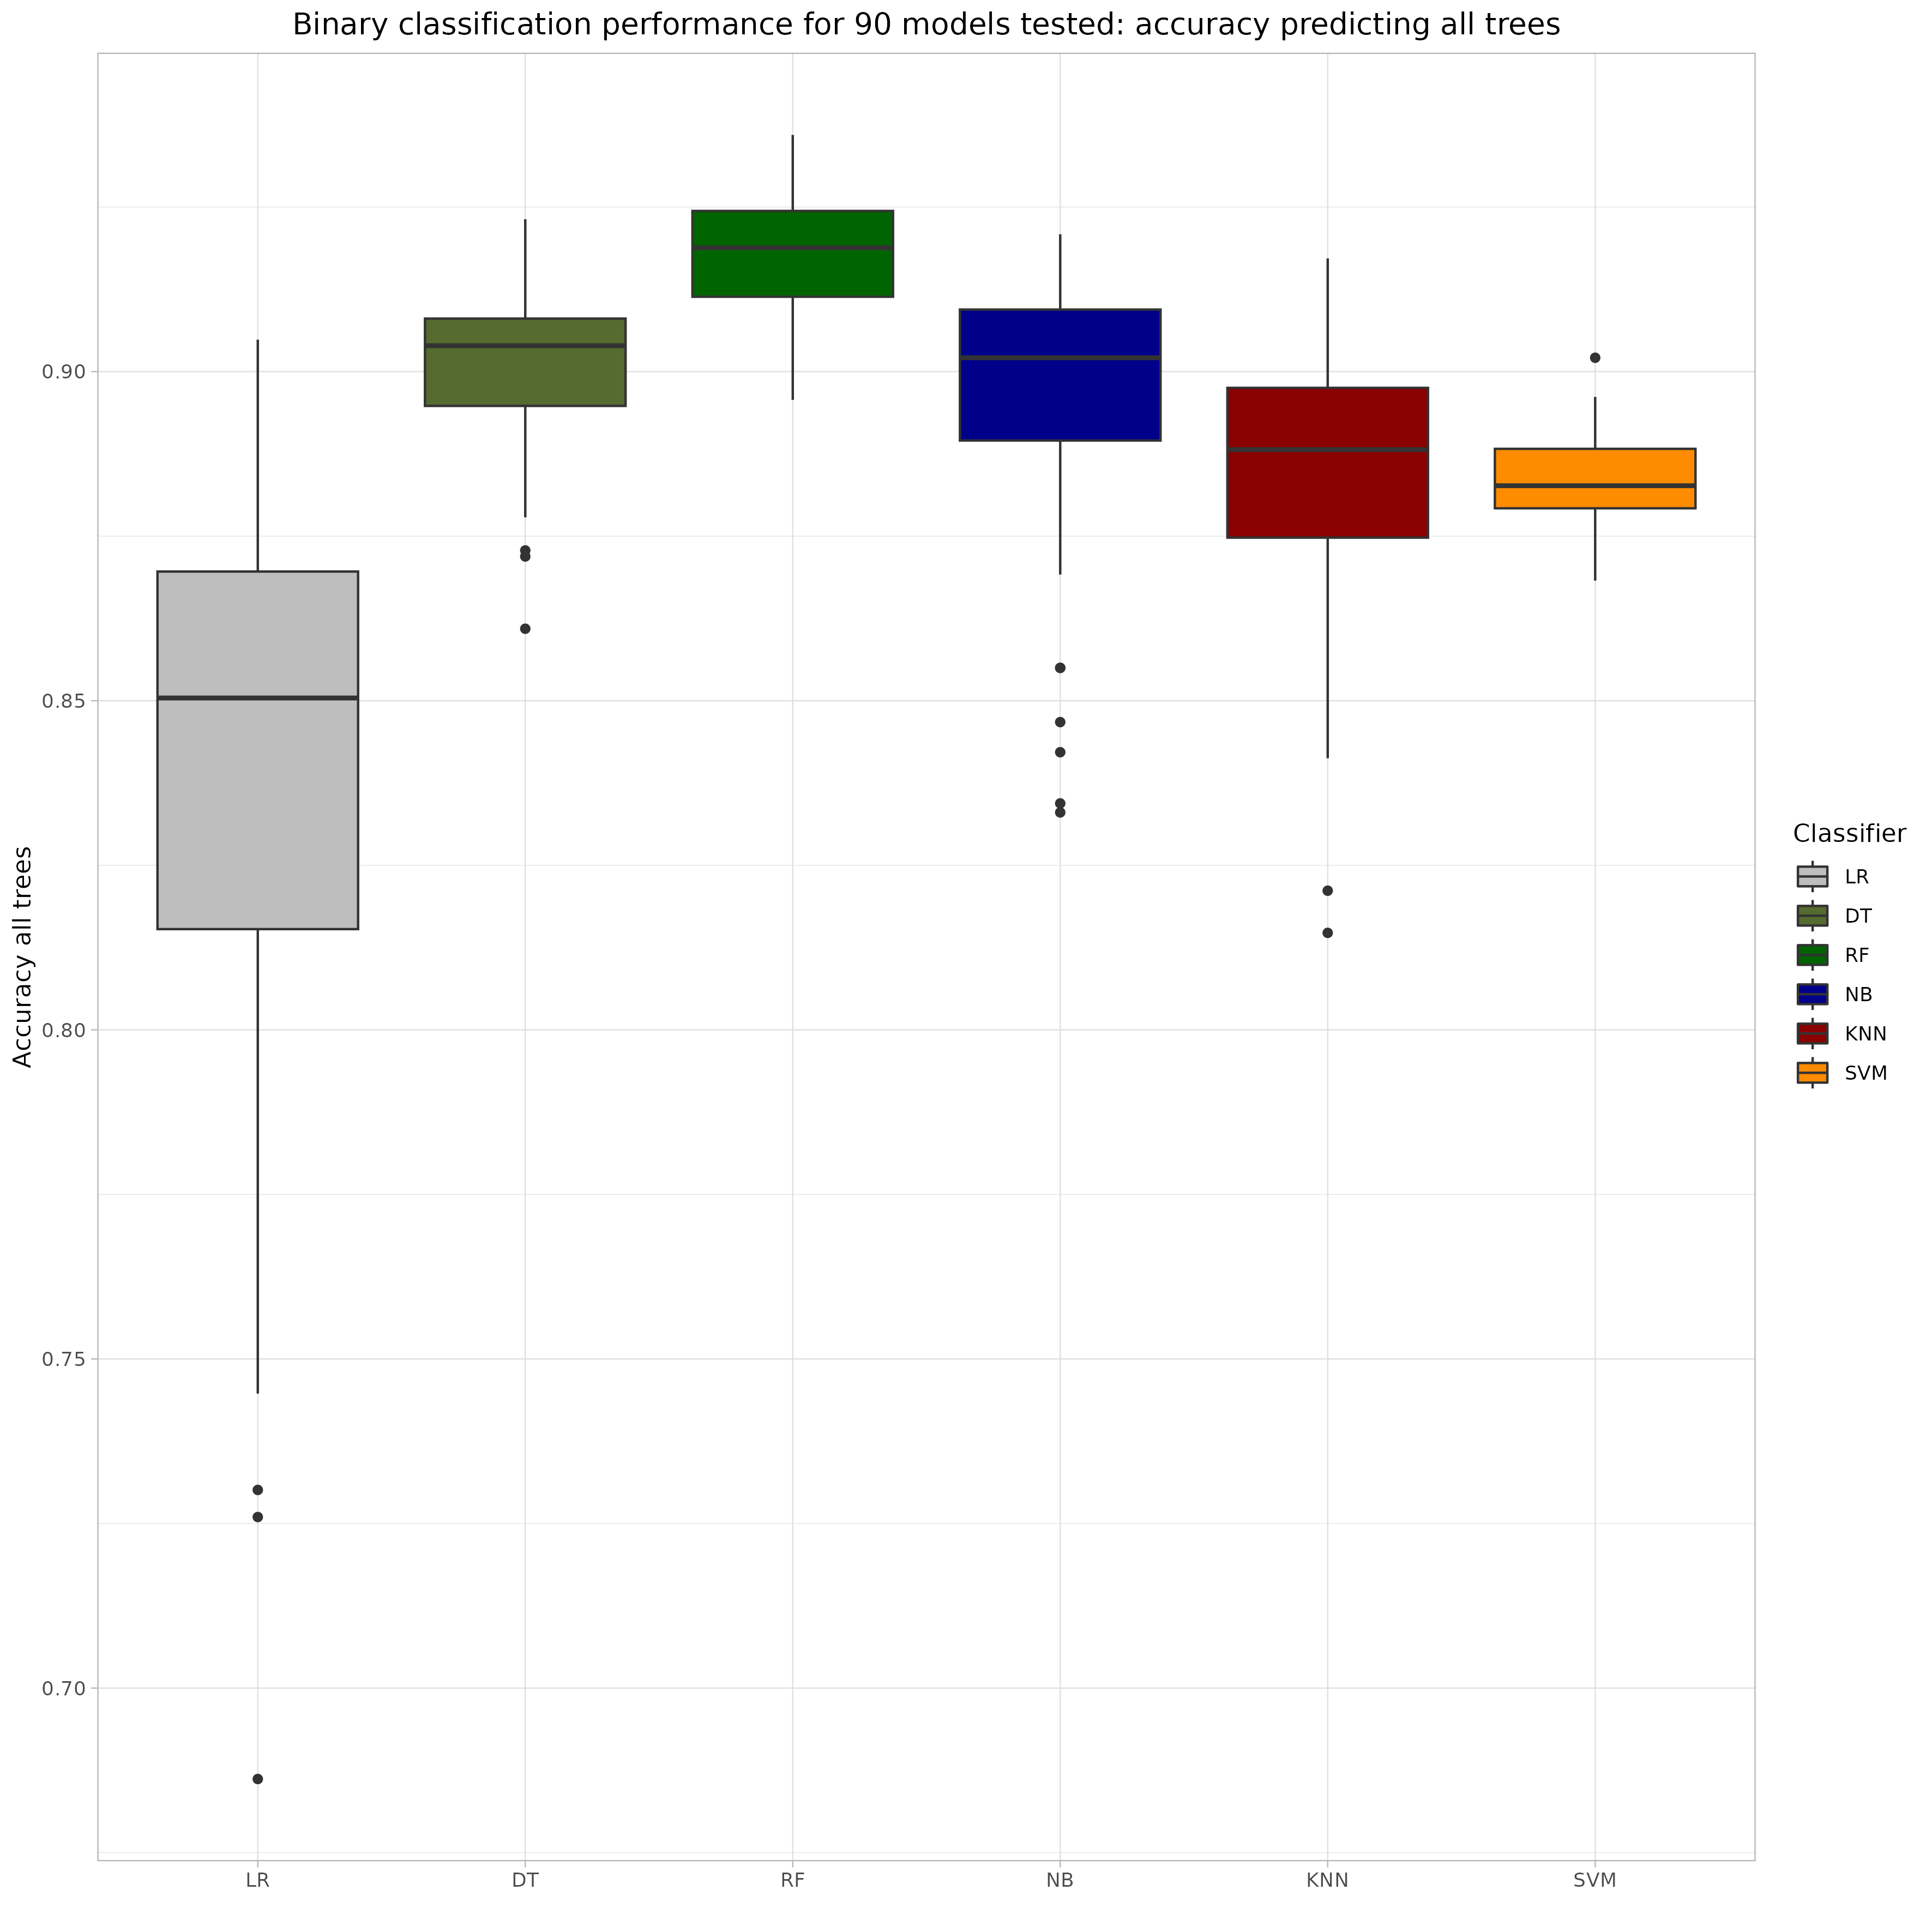 Binary classification performance for 90 models tested: accuracy predicting all trees
Accuracy all trees
0.90
0.85
0.80
0.75
0.70
LR
DT
RF
NB
KNN
SVM
Classifier
LR
DT
RF
NB
KNN
SVM